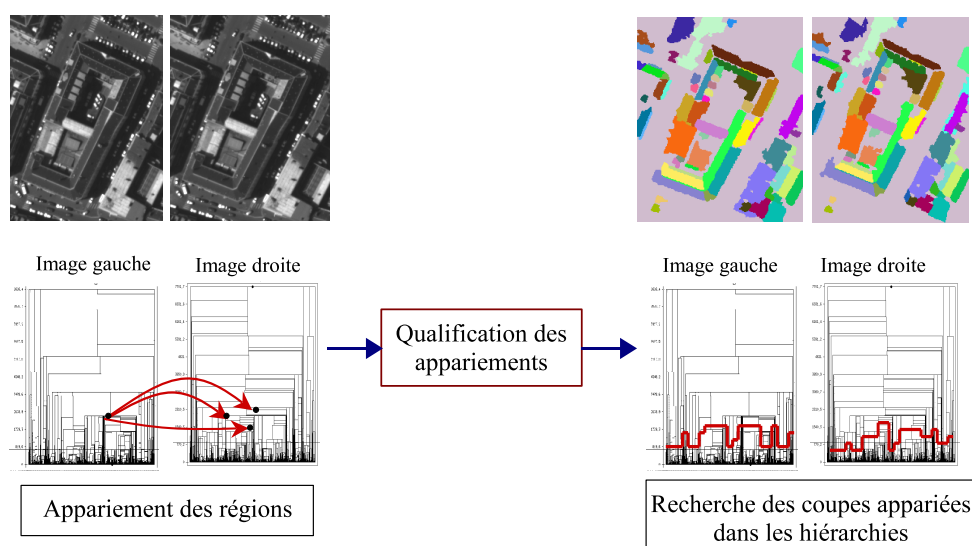 Image gauche
Image droite
Image gauche
Image droite
Qualification des
appariements
Appariement des régions
Recherche des coupes appariées
dans les hiérarchies